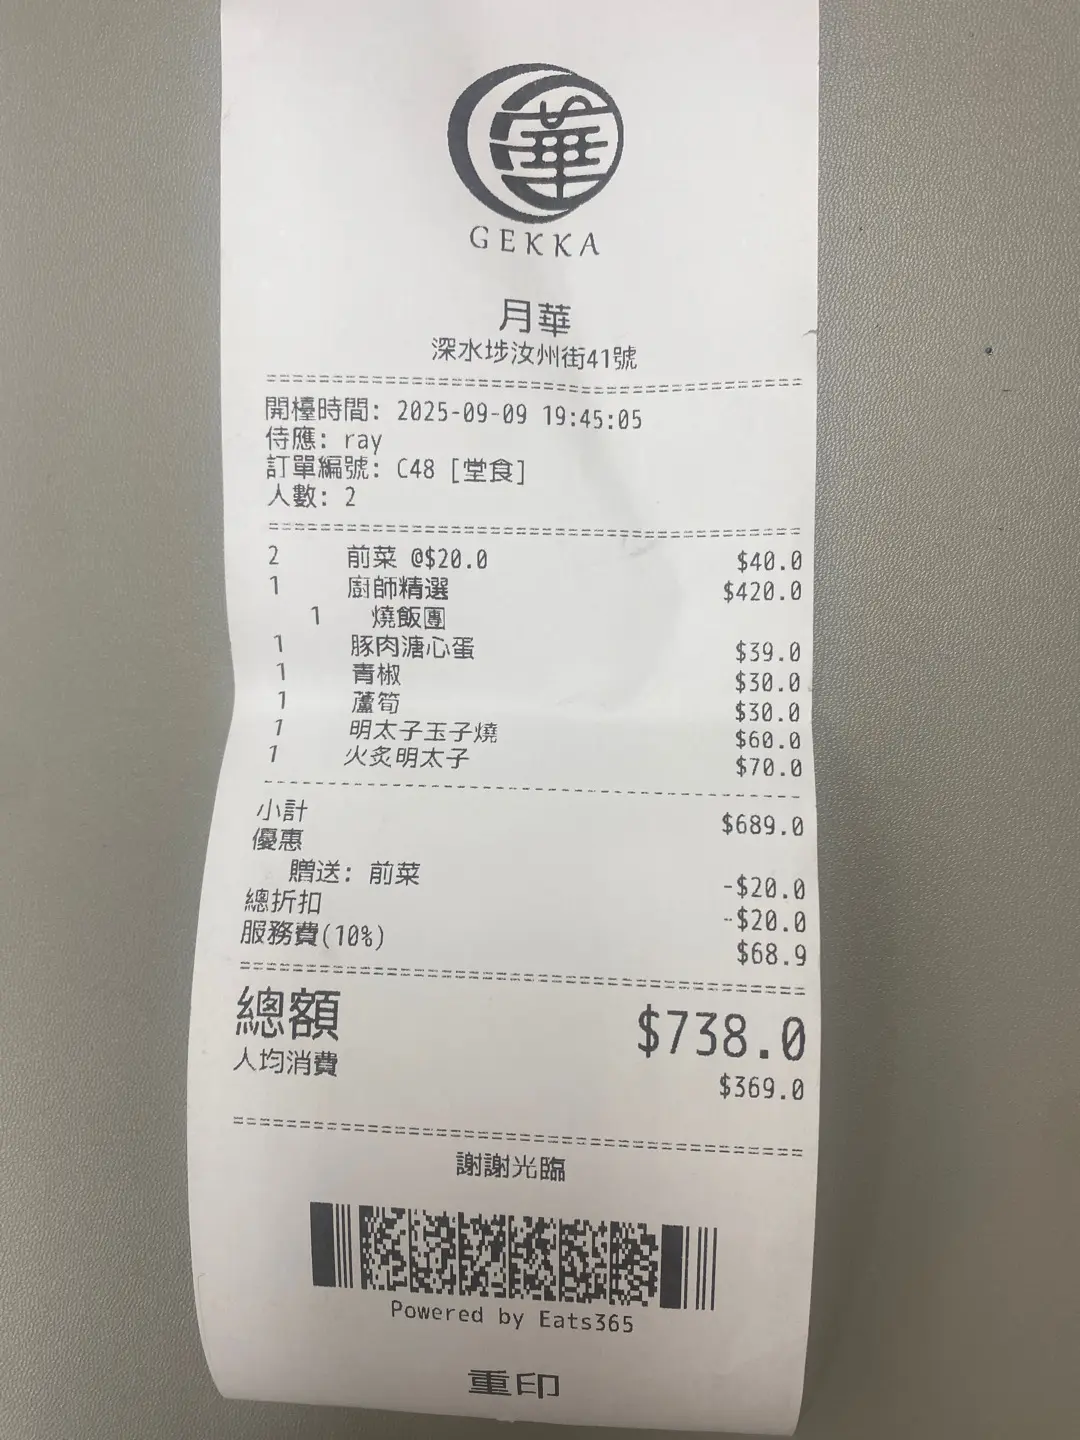 華
GEKKA
月華
深水埗汝州街41號
開檯時間: 2025-09-09 19:45:05
侍應: ray
訂單編號: C48 [堂食]
人數: 2
2 前菜 @$20.0 $40.0
1 廚師精選 $420.0
1 燒飯團
1 豚肉溏心蛋 $39.0
1 青椒 $30.0
1 蘆筍 $30.0
1 明太子玉子燒 $60.0
1 火炙明太子 $70.0
小計 $689.0
優惠
贈送: 前菜 -$20.0
總折扣 -$20.0
服務費(10%) $68.9
總額 $738.0
人均消費 $369.0
謝謝光臨
Powered by Eats365
重印